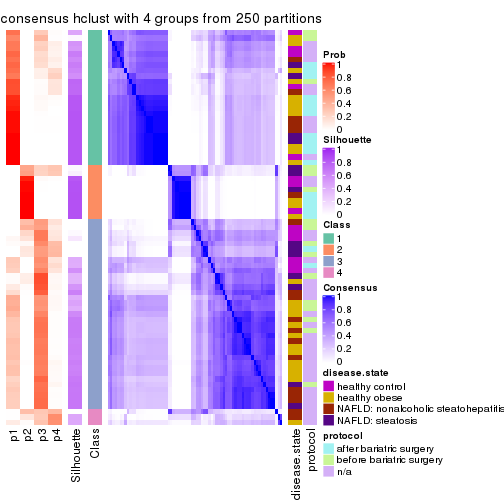 consensus hclust with 4 groups from 250 partitions
Prob
1
0.8
0.6
0.4
0.2
0
Silhouette
1
0.8
0.6
0.4
0.2
0
Class
1
2
3
4
Consensus
1
0.8
0.6
0.4
0.2
0
disease.state
healthy control
healthy obese
NAFLD: nonalcoholic steatohepatitis
NAFLD: steatosis
protocol
after bariatric surgery
before bariatric surgery
n/a
p1
p2
p3
p4
Silhouette
Class
disease.state
protocol